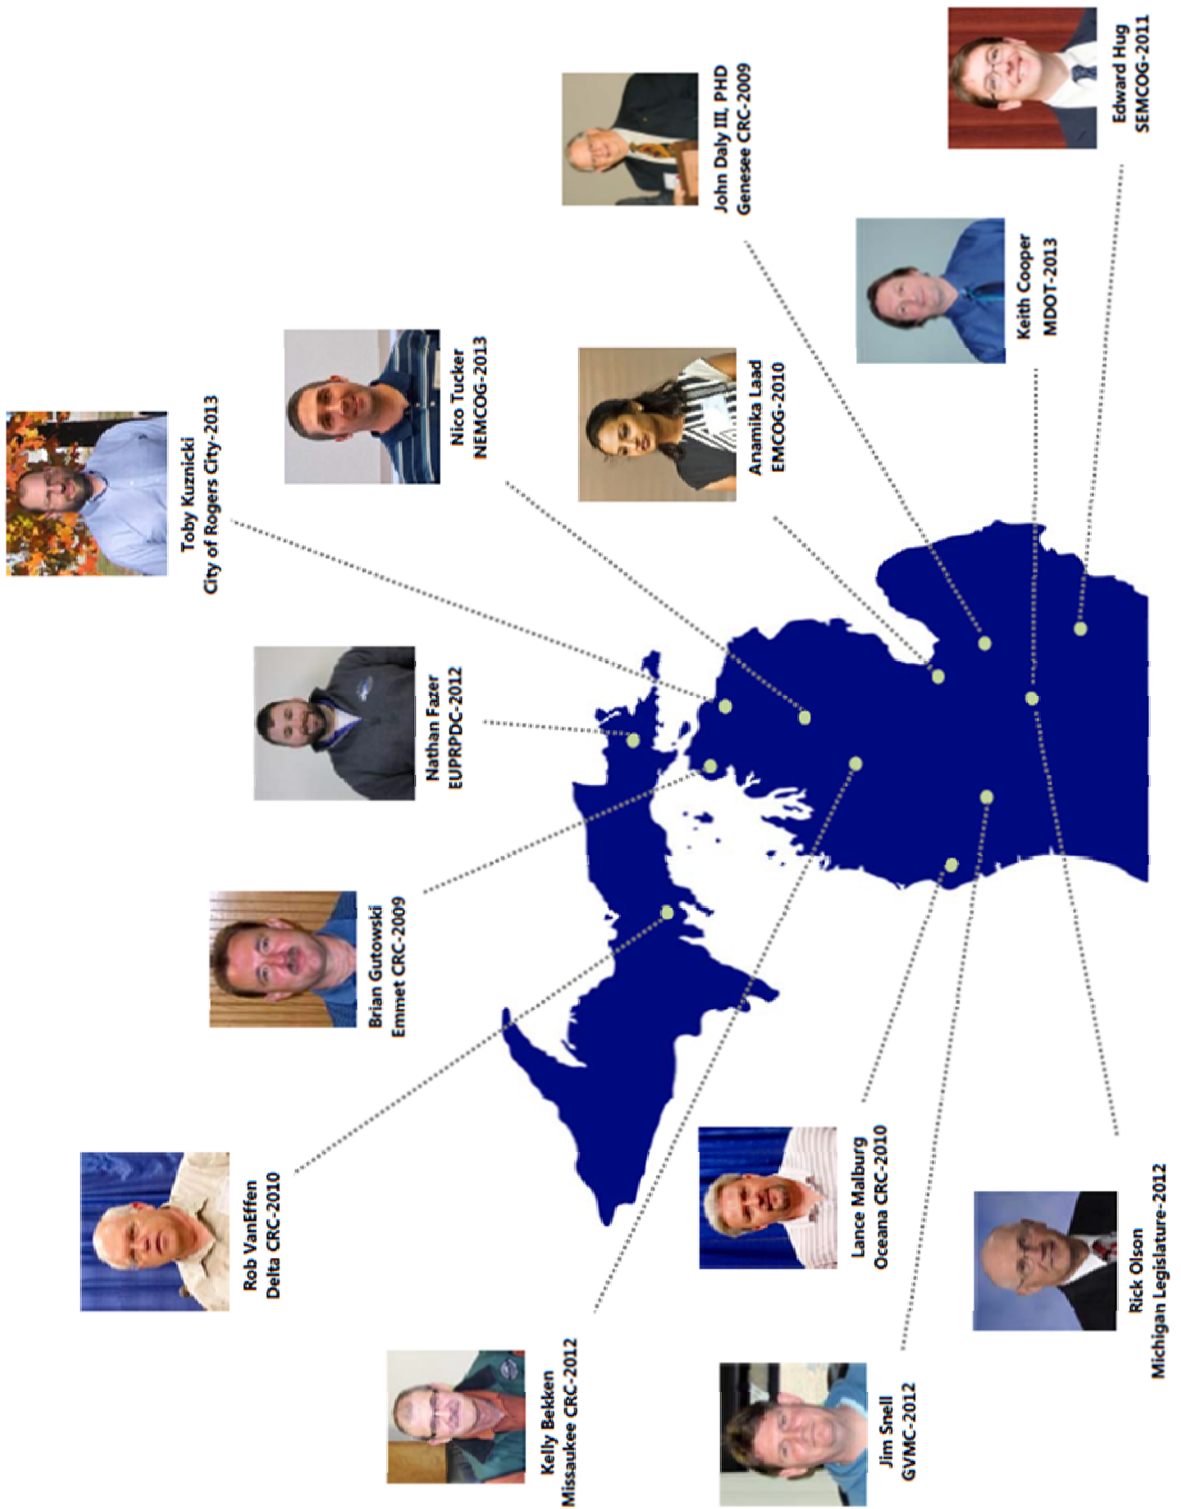 Rob VanEffen
Delta CRC-2010
Brian Gutowski
Emmet CRC-2009
Nathan Fazer
EUPRPDC-2012
Toby Kuznicki
City of Rogers City-2013
Nico Tucker
NEMCOG-2013
Kelly Bekken
Missaukee CRC-2012
Anamika Laad
EMCOG-2010
John Daly III, PHD
Genesee CRC-2009
Lance Malburg
Oceana CRC-2010
Jim Snell
GVMC-2012
Keith Cooper
MDOT-2013
Rick Olson
Michigan Legislature-2012
Edward Hug
SEMCOG-2011